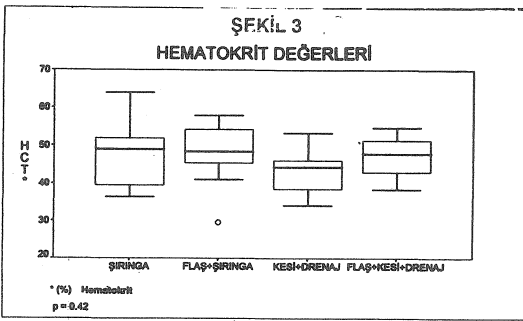 ŞEKİL 3
HEMATOKRİT DEĞERLERİ
70
60
50
40
30
20
HCT*
ŞIRINGA FLAŞ+ŞIRINGA KESİ+DRENAJ FLAŞ+KESİ+DRENAJ
* (%) Hematokrit
p = 0.42